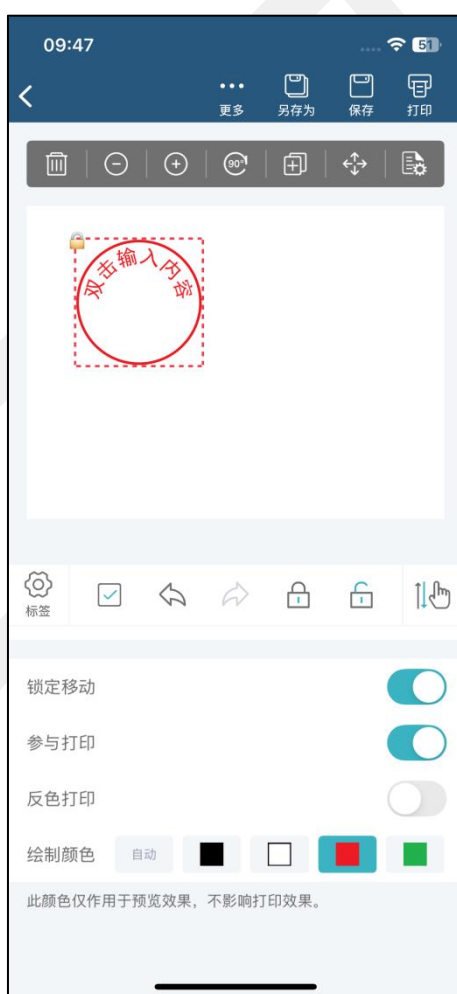 09:47
51
更多 另存为 保存 打印
90°
双击输入内容
标签
锁定移动
参与打印
反色打印
绘制颜色 自动
此颜色仅作用于预览效果，不影响打印效果。